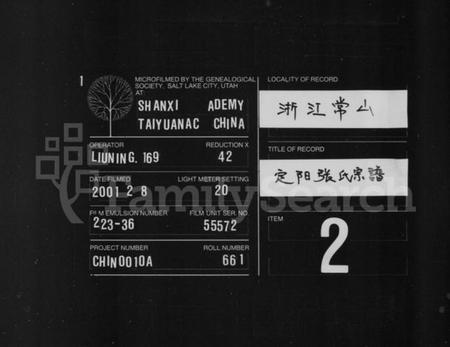 1
MICROFILMED BY THE GENEALOGICAL
SOCIETY, SALT LAKE CITY, UTAH
AT:
SHANXI ADEMY
TAIYUANAC CHINA
OPERATOR REDUCTION X
LIUNING. 169 42
DATE FILMED LIGHT METER SETTING
2001 2 8 20
FILM EMULSION NUMBER FILM UNIT SER. NO.
223-36 55572
PROJECT NUMBER ROLL NUMBER
CHIN0010A 661
LOCALITY OF RECORD
浙江常山
TITLE OF RECORD
定阳張氏宗譜
ITEM
2
FamilySearch